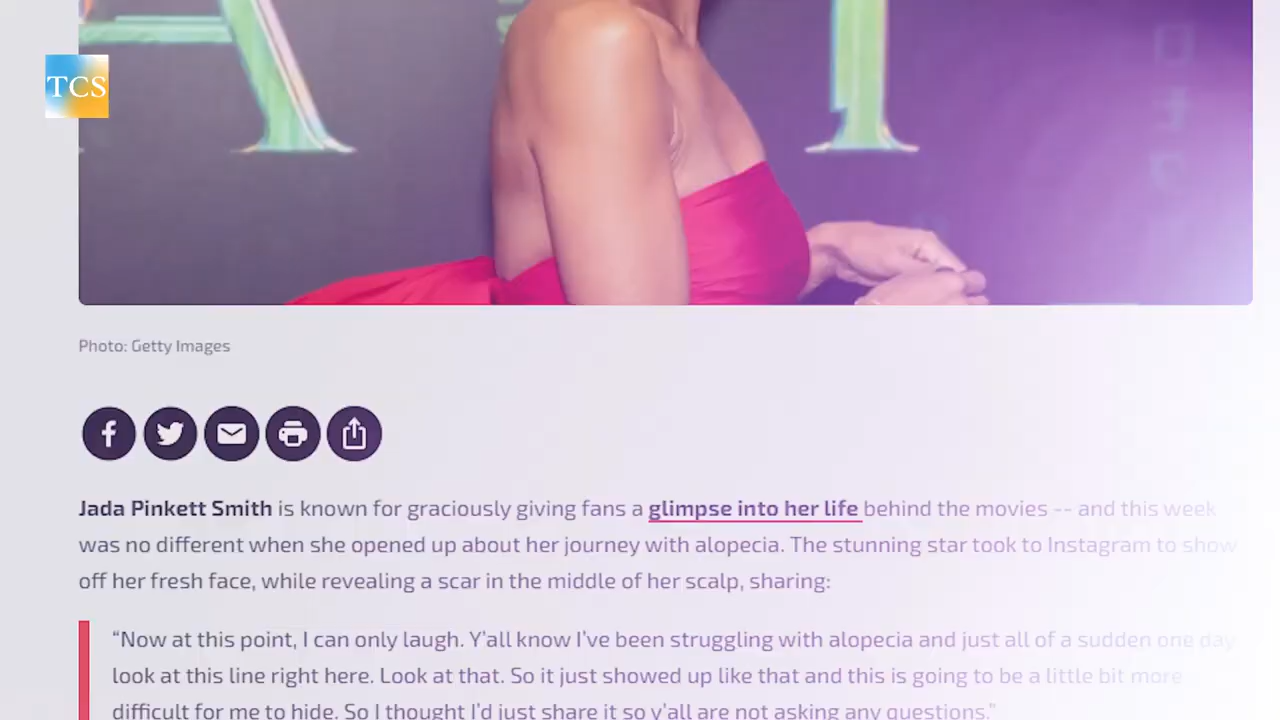 A
TCS
Photo: Getty Images
Jada Pinkett Smith is known for graciously giving fans a glimpse into her life behind the movies -- and this week
was no different when she opened up about her journey with alopecia. The stunning star took to Instagram to show
off her fresh face, while revealing a scar in the middle of her scalp, sharing:
“Now at this point, I can only laugh. Y’all know I’ve been struggling with alopecia and just all of a sudden one day
look at this line right here. Look at that. So it just showed up like that and this is going to be a little bit more
difficult for me to hide. So I thought I’d just share it so y’all are not asking any questions.”